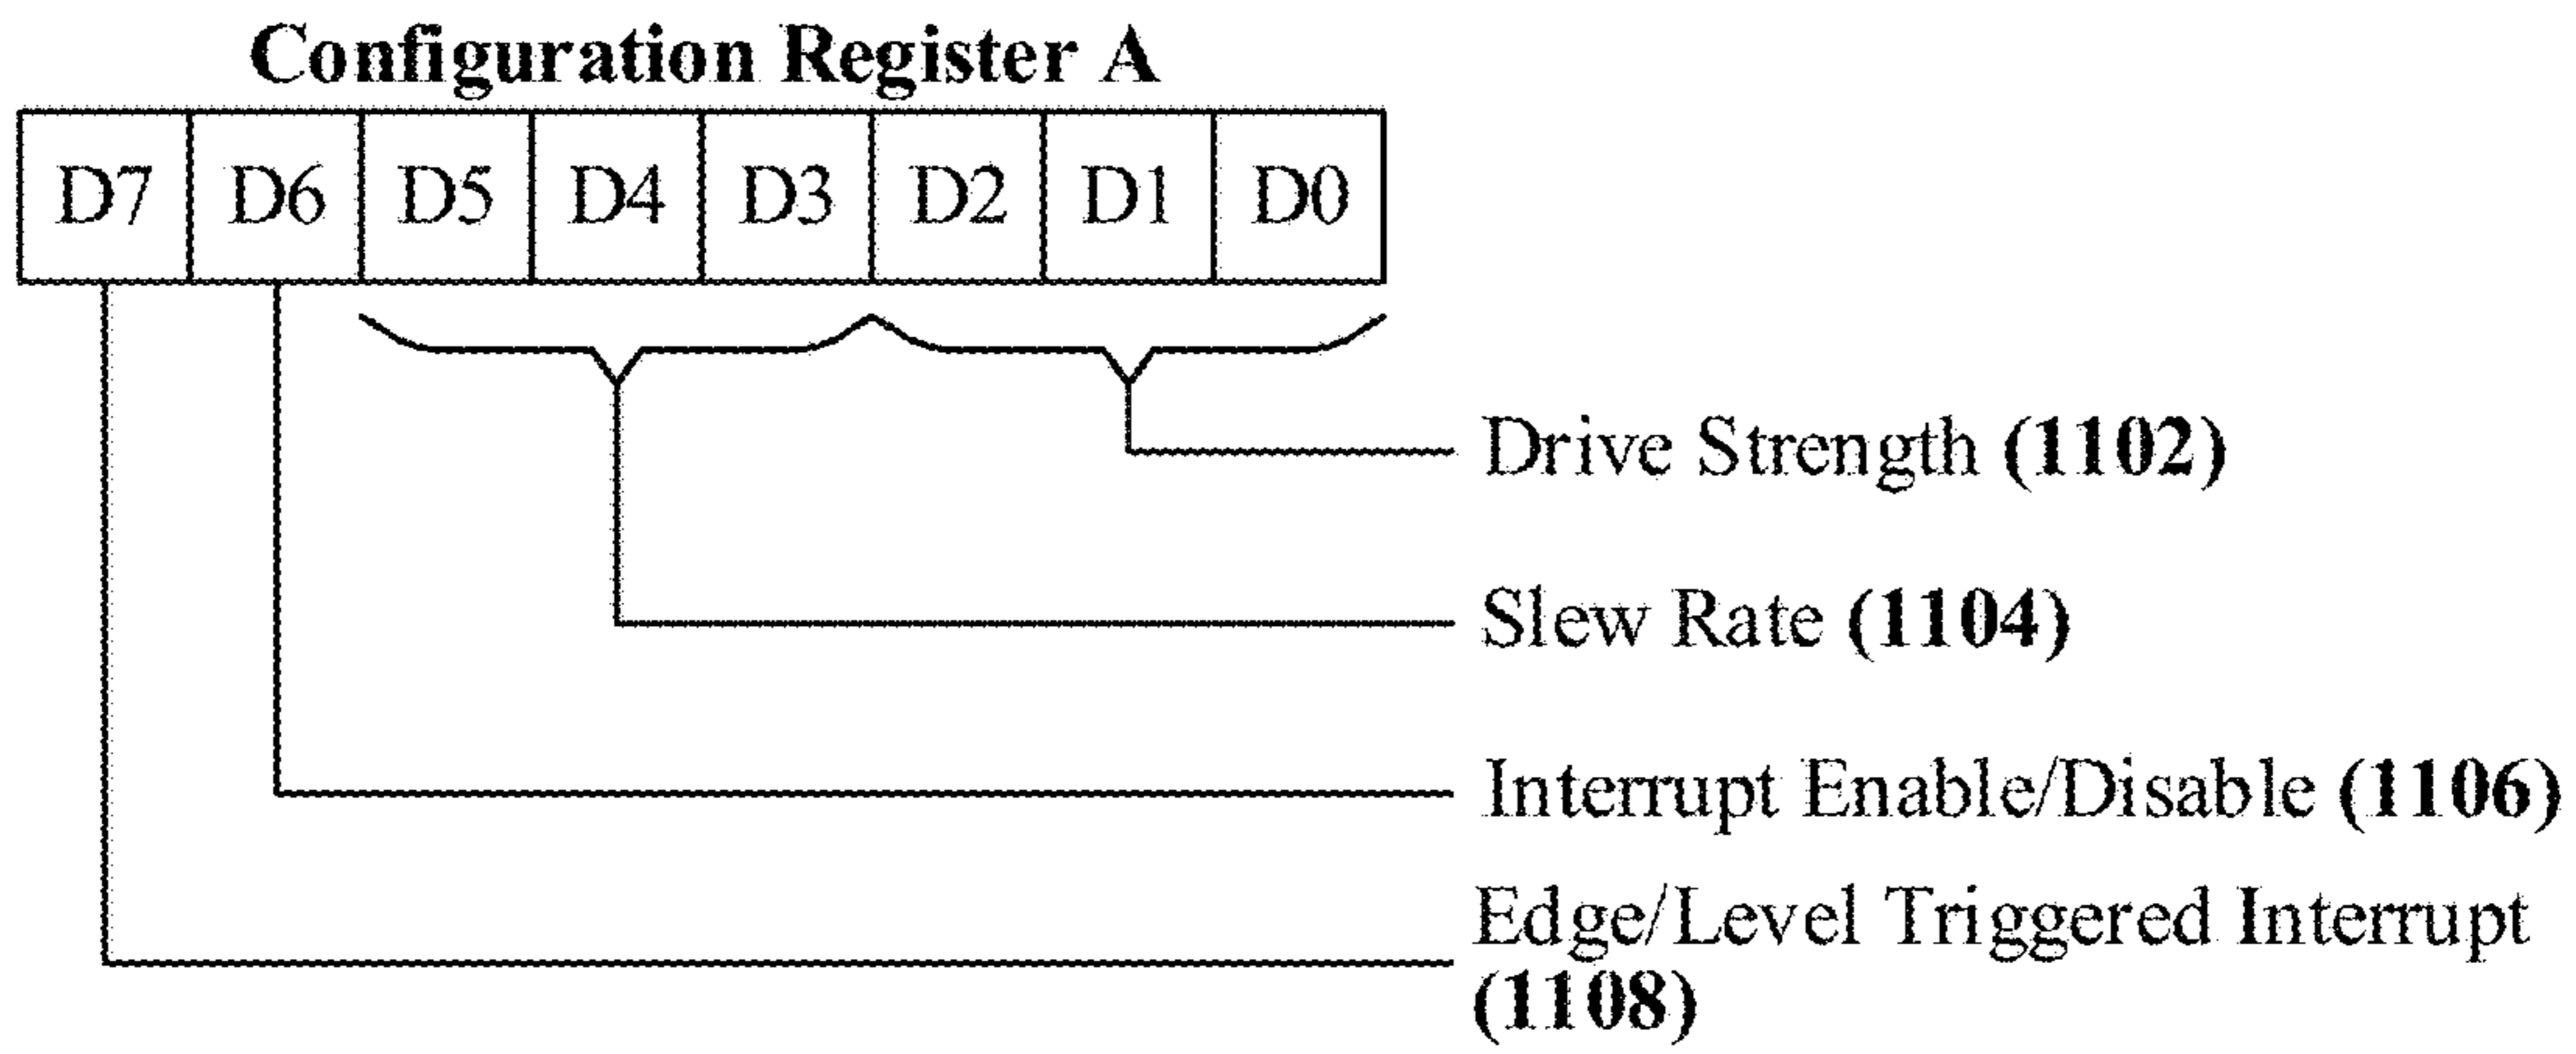 Configuration Register A
D7 D6 D5 D4 D3 D2 D1 D0
Drive Strength (1102)
Slew Rate (1104)
Interrupt Enable/Disable (1106)
Edge/Level Triggered Interrupt
(1108)